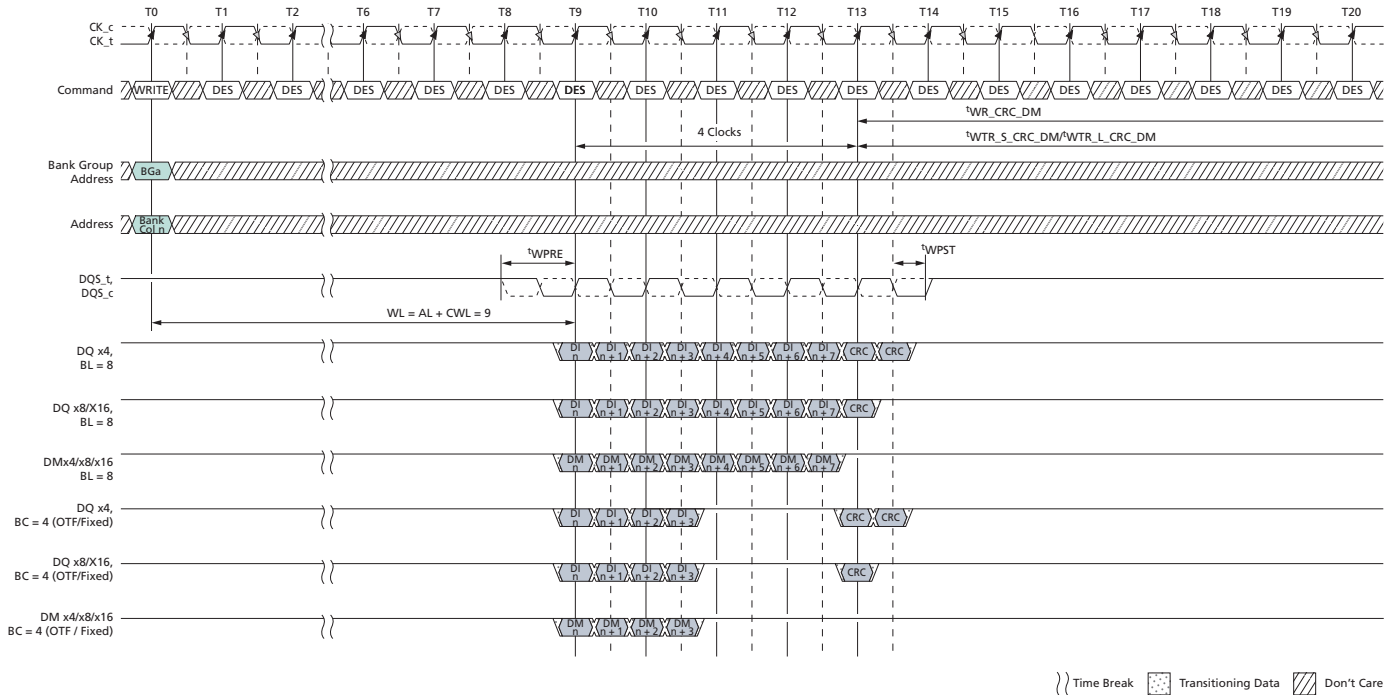 T0 T1 T2 T6 T7 T8 T9 T10 T11 T12 T13 T14 T15 T16 T17 T18 T19 T20
CK_c
CK_t
Command WRITE DES DES DES DES DES DES DES DES DES DES DES DES DES DES DES DES DES
tWR_CRC_DM
4 Clocks
tWTR_S_CRC_DM/tWTR_L_CRC_DM
Bank Group
Address
BGa
Address
Bank
Col n
tWPRE
tWPST
DQS_t,
DQS_c
WL = AL + CWL = 9
DQ x4,
BL = 8
DI n DI n + 1 DI n + 2 DI n + 3 DI n + 4 DI n + 5 DI n + 6 DI n + 7 CRC CRC
DQ x8/X16,
BL = 8
DI n DI n + 1 DI n + 2 DI n + 3 DI n + 4 DI n + 5 DI n + 6 DI n + 7 CRC
DMx4/x8/x16
BL = 8
DM n DM n + 1 DM n + 2 DM n + 3 DM n + 4 DM n + 5 DM n + 6 DM n + 7
DQ x4,
BC = 4 (OTF/Fixed)
DI n DI n + 1 DI n + 2 DI n + 3 CRC CRC
DQ x8/X16,
BC = 4 (OTF/Fixed)
DI n DI n + 1 DI n + 2 DI n + 3 CRC
DM x4/x8/x16
BC = 4 (OTF / Fixed)
DM n DM n + 1 DM n + 2 DM n + 3
Time Break Transitioning Data Don't Care